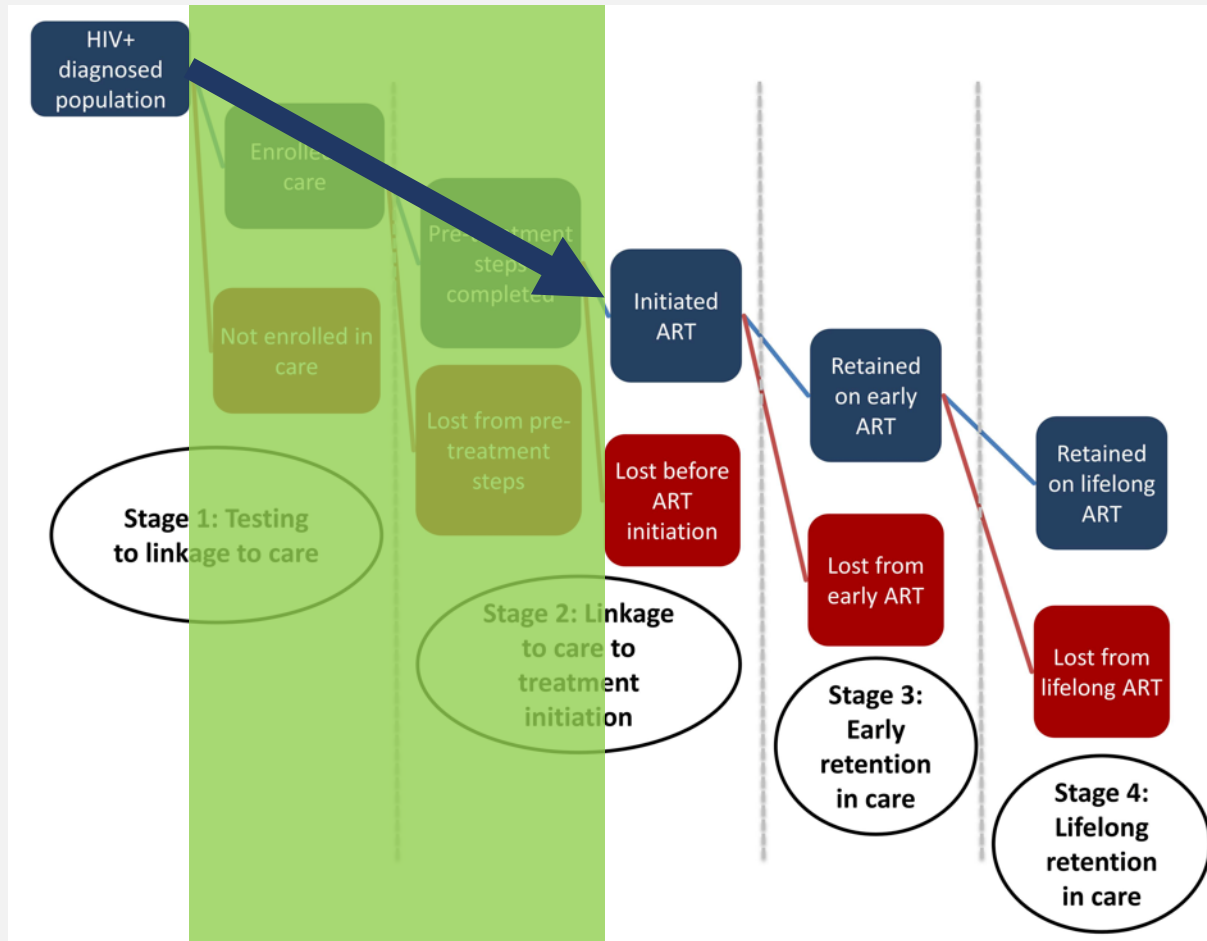 HIV+
diagnosed
population
Enrolled
care
Not enrolled in
care
Stage 1: Testing
to linkage to care
Pre-treatment
steps
completed
Lost from pre-
treatment
steps
Initiated
ART
Lost before
ART
initiation
Stage 2: Linkage
to care to
treatment
initiation
Retained
on early
ART
Lost from
early ART
Stage 3:
Early
retention
in care
Retained
on lifelong
ART
Lost from
lifelong ART
Stage 4:
Lifelong
retention
in care